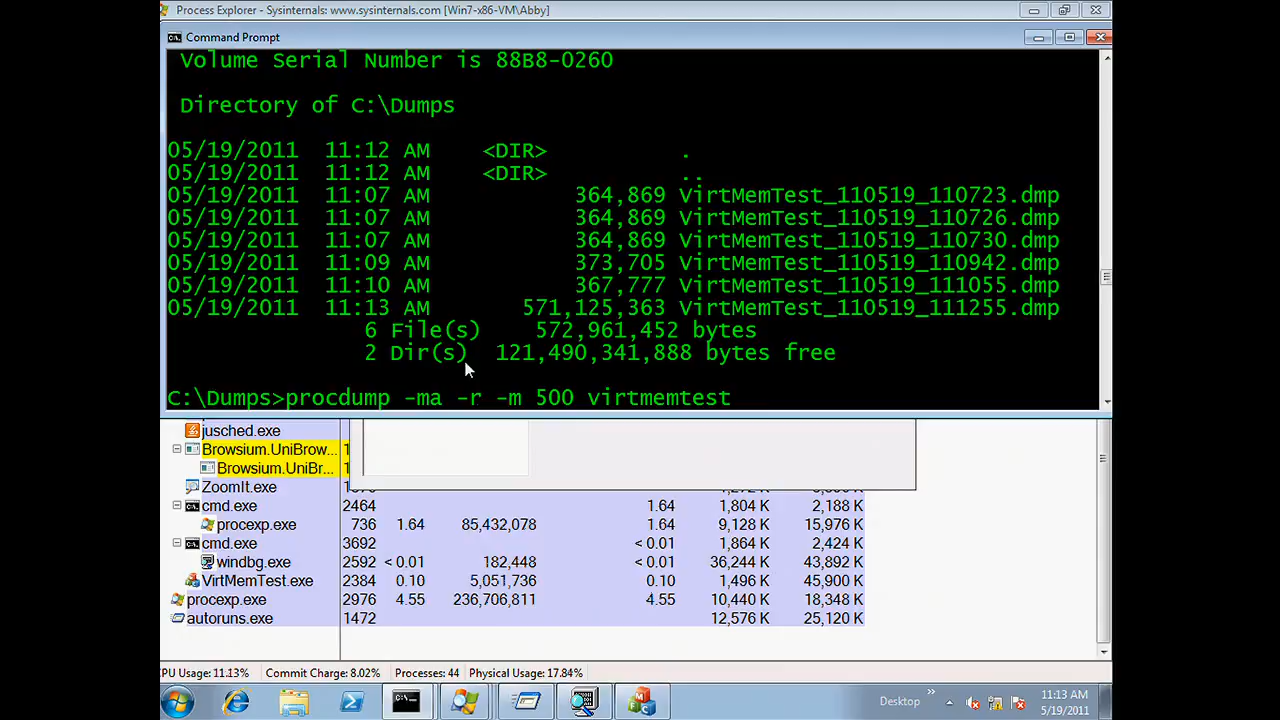 Process Explorer - Sysinternals: www.sysinternals.com [Win7-x86-VM\Abby]
Command Prompt
Volume Serial Number is 88B8-0260
Directory of C:\Dumps
05/19/2011 11:12 AM <DIR> .
05/19/2011 11:12 AM <DIR> ..
05/19/2011 11:07 AM 364,869 VirtMemTest_110519_110723.dmp
05/19/2011 11:07 AM 364,869 VirtMemTest_110519_110726.dmp
05/19/2011 11:07 AM 364,869 VirtMemTest_110519_110730.dmp
05/19/2011 11:09 AM 373,705 VirtMemTest_110519_110942.dmp
05/19/2011 11:10 AM 367,777 VirtMemTest_110519_111055.dmp
05/19/2011 11:13 AM 571,125,363 VirtMemTest_110519_111255.dmp
6 File(s) 572,961,452 bytes
2 Dir(s) 121,490,341,888 bytes free
C:\Dumps>procdump -ma -r -m 500 virtmemtest
jusched.exe
Browsium.UniBrow... 1
Browsium.UniBr... 1
ZoomIt.exe
cmd.exe 2464 1.64 1,804 K 2,188 K
procexp.exe 736 1.64 85,432,078 1.64 9,128 K 15,976 K
cmd.exe 3692 < 0.01 1,864 K 2,424 K
windbg.exe 2592 < 0.01 182,448 < 0.01 36,244 K 43,892 K
VirtMemTest.exe 2384 0.10 5,051,736 0.10 1,496 K 45,900 K
procexp.exe 2976 4.55 236,706,811 4.55 10,440 K 18,348 K
autoruns.exe 1472 12,576 K 25,120 K
CPU Usage: 11.13% Commit Charge: 8.02% Processes: 44 Physical Usage: 17.84%
Desktop »
11:13 AM
5/19/2011